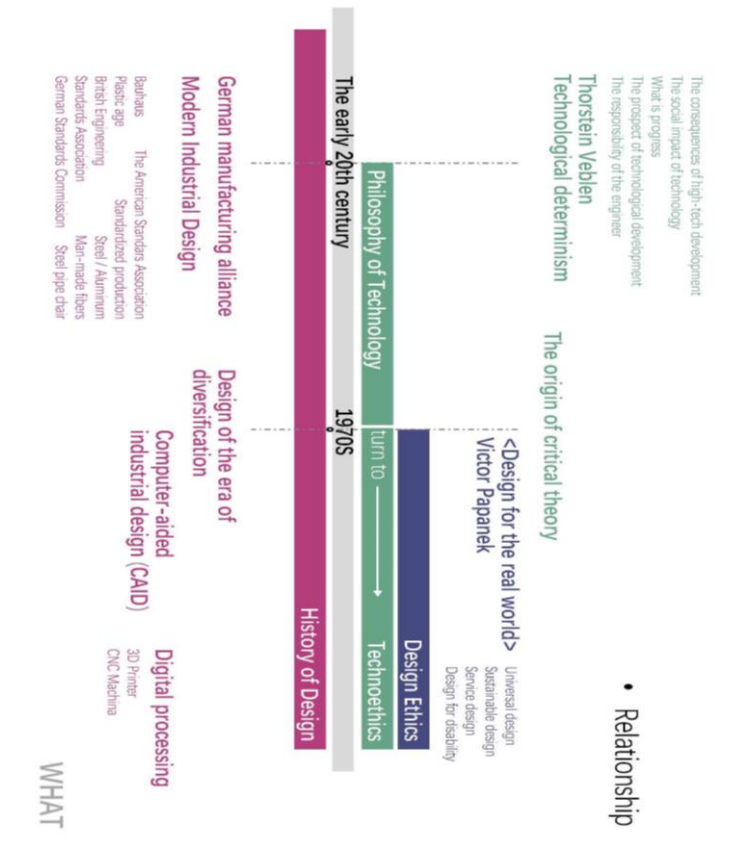 The consequences of high-tech development
The social impact of technology
What is progress
The prospect of technological development
The responsibility of the engineer
• Relationship
Thorstein Veblen
Technological determinism
The origin of critical theory
<Design for the real world>
Victor Papanek
Universal design
Sustainable design
Service design
Design for disability
Design Ethics
Philosophy of Technology
turn to
Technoethics
The early 20th century
1970S
History of Design
German manufacturing alliance
Modern Industrial Design
Design of the era of
diversification
Computer-aided
industrial design (CAID)
Digital processing
3D Printer
CNC Machina
Bauhaus The American Standars Association
Plastic age Standardized production
British Engineering Steel / Aluminum
Standards Association Man-made fibers
German Standards Commission Steel pipe chair
WHAT